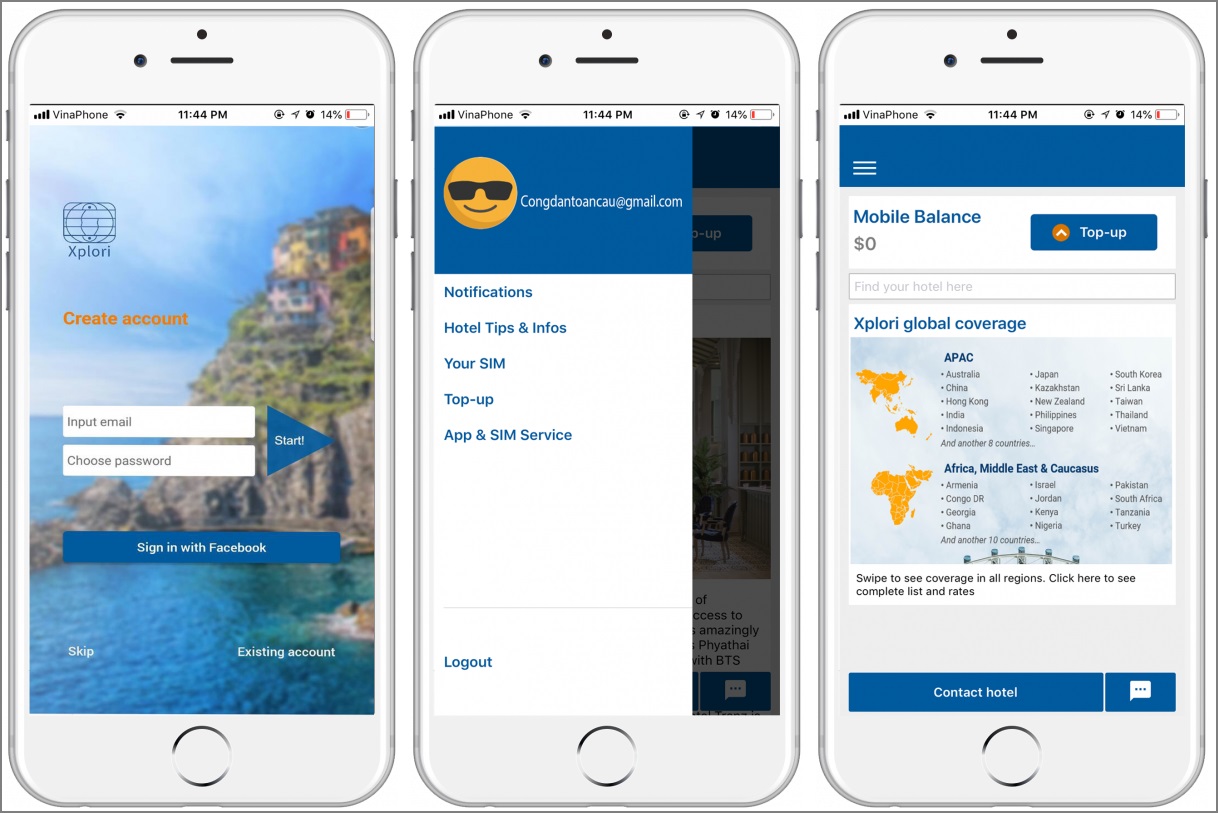 VinaPhone 11:44 PM 14%
Xplori
Create account
Input email
Choose password
Start!
Sign in with Facebook
Skip Existing account
VinaPhone 11:44 PM 14%
Congdantoancau@gmail.com
p-up
Notifications
Hotel Tips & Infos
Your SIM
Top-up
App & SIM Service
of
ccess to
s amazingly
s Phyathai
with BTS
Logout
VinaPhone 11:44 PM 14%
Mobile Balance
$0
Top-up
Find your hotel here
Xplori global coverage
APAC
• Australia • Japan • South Korea
• China • Kazakhstan • Sri Lanka
• Hong Kong • New Zealand • Taiwan
• India • Philippines • Thailand
• Indonesia • Singapore • Vietnam
And another 8 countries...
Africa, Middle East & Caucasus
• Armenia • Israel • Pakistan
• Congo DR • Jordan • South Africa
• Georgia • Kenya • Tanzania
• Ghana • Nigeria • Turkey
And another 10 countries...
Swipe to see coverage in all regions. Click here to see
complete list and rates
Contact hotel